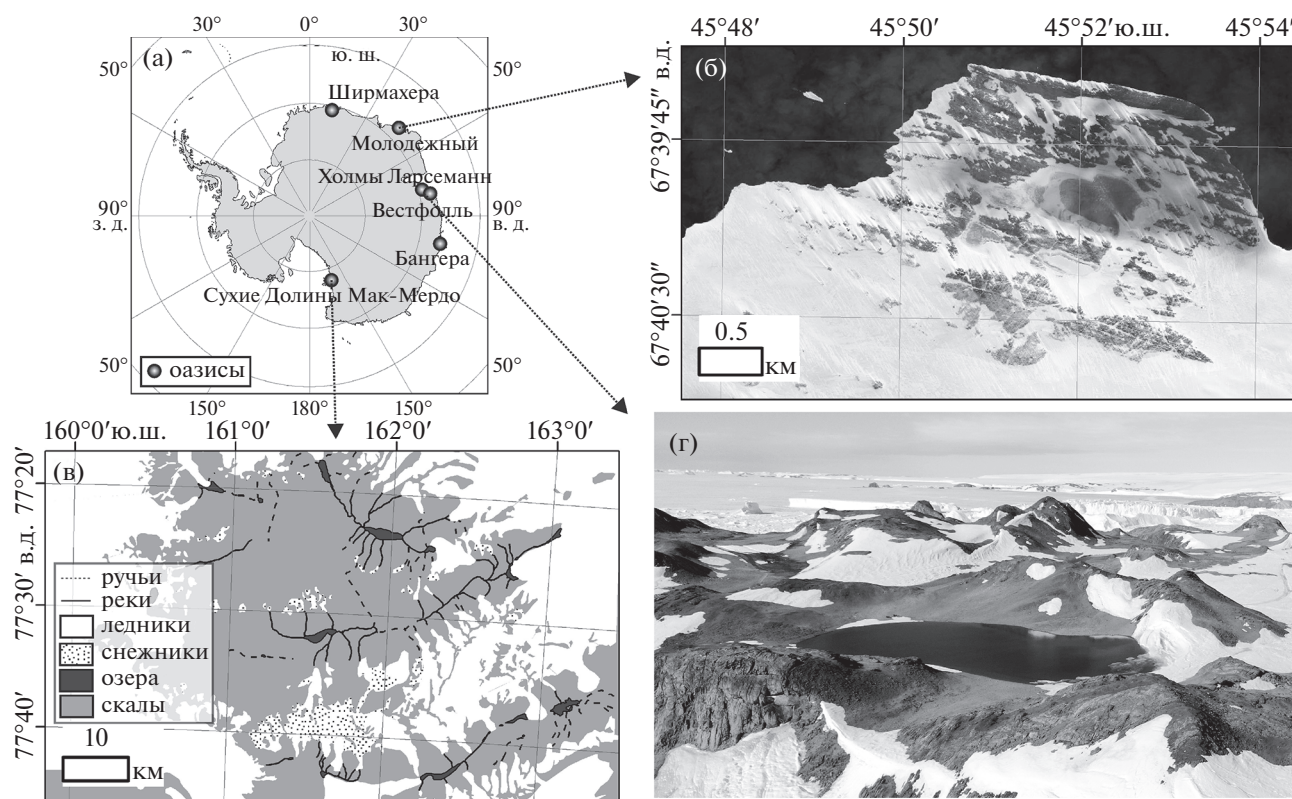 30° 0° 30°
(а)
ю. ш.
50° 50°
Ширмахера
Молодежный
Холмы Ларсеманн
90° 90°
з. д. в. д.
Вестфолль
Бангера
Сухие Долины Мак-Мердо
50° 50°
оазисы
150° 180° 150°
45°48′ 45°50′ 45°52′ю.ш. 45°54′
(б)
67°39′45″ в.д.
67°40′30″
0.5
км
160°0′ю.ш. 161°0′ 162°0′ 163°0′
(в)
77°20′
77°30′ в.д.
77°40′
ручьи
реки
ледники
снежники
озера
скалы
10
км
(г)